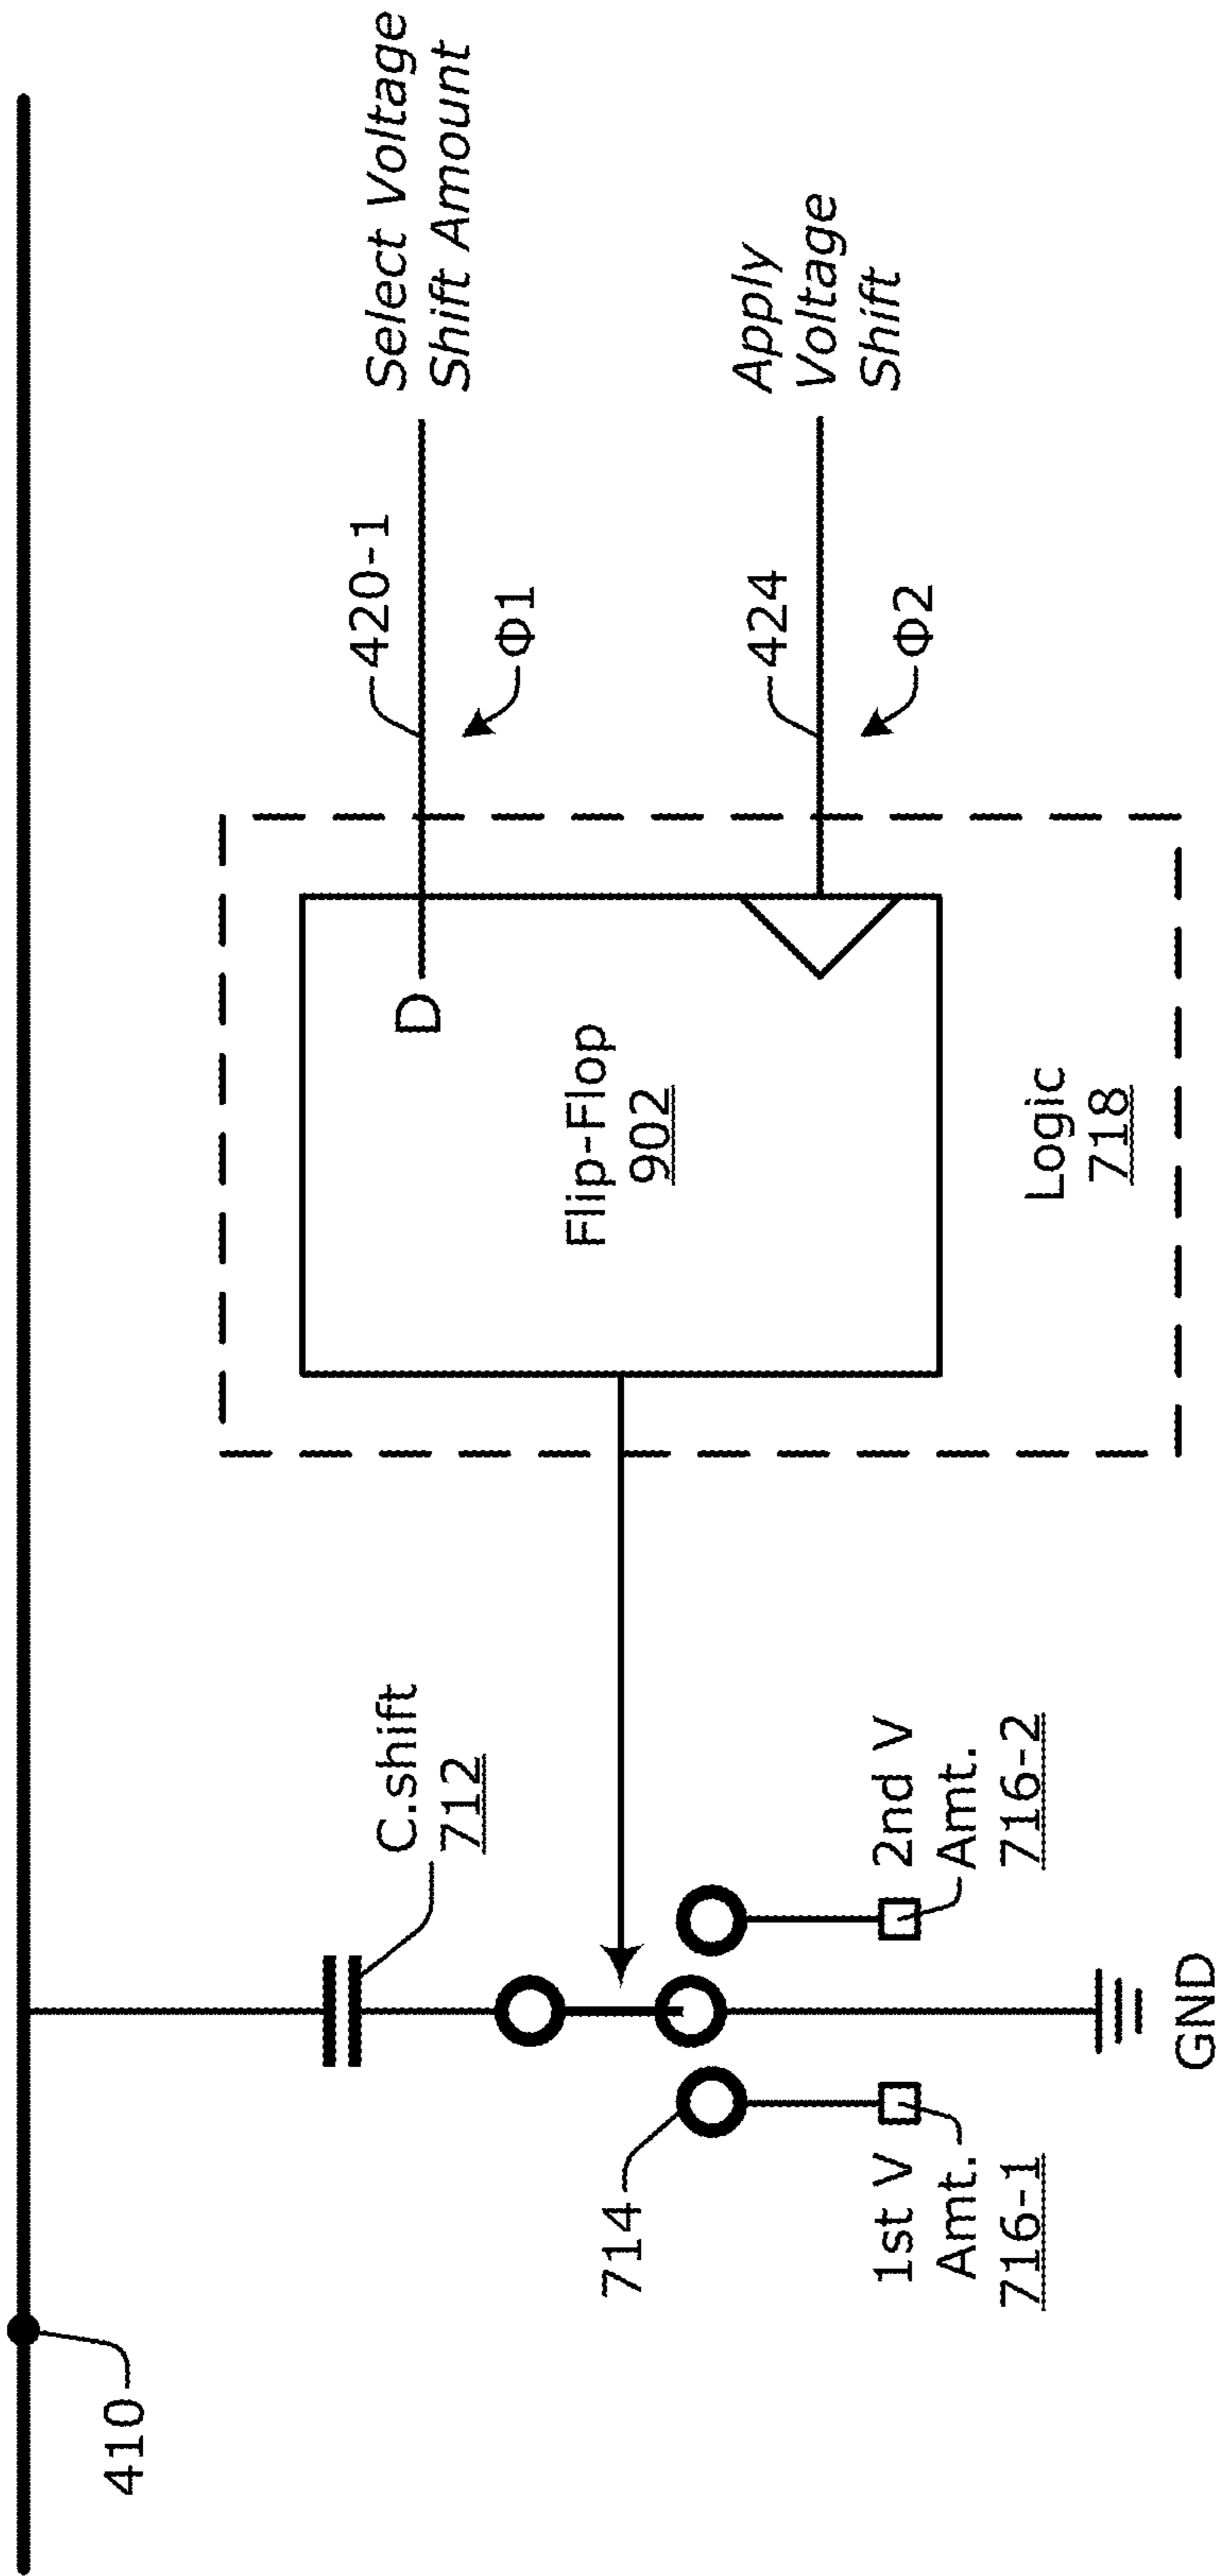 410
C.shift
712
714
1st V
Amt.
716-1
2nd V
Amt.
716-2
GND
D
Flip-Flop
902
Logic
718
420-1
Φ1
Select Voltage
Shift Amount
424
Φ2
Apply
Voltage
Shift